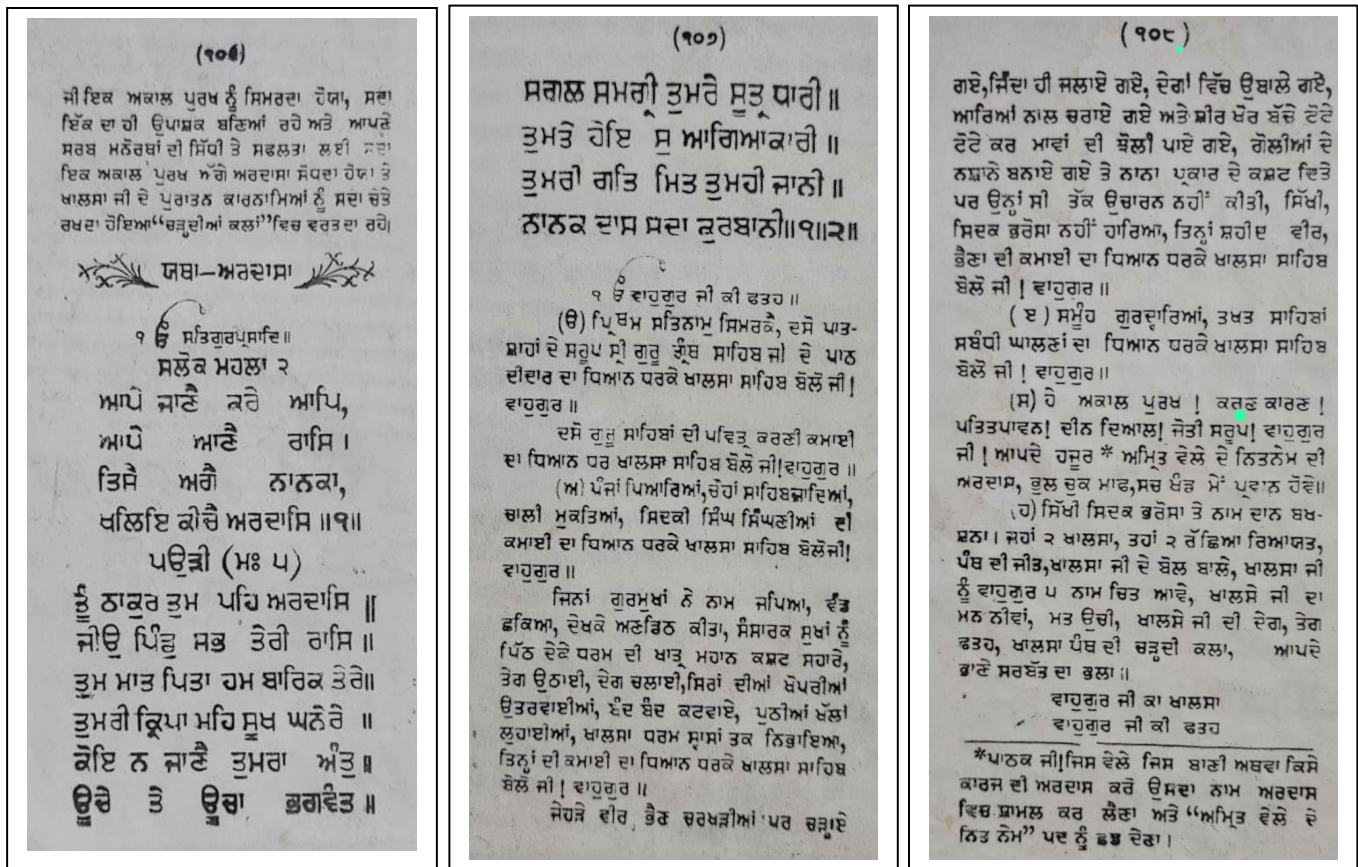 (੧੦੬)
ਜੀ ਇਕ ਅਕਾਲ ਪੁਰਖ ਨੂੰ ਸਿਮਰਦਾ ਹੋਯਾ, ਸਦਾ
ਇੱਕ ਦਾ ਹੀ ਉਪਾਸ਼ਕ ਬਣਿਆਂ ਰਹੇ ਅਤੇ ਆਪਣੇ
ਸਰਬ ਮਨੋਰਥਾਂ ਦੀ ਸਿੱਧੀ ਤੇ ਸਫਲਤਾ ਲਈ ਸਦਾ
ਇਕ ਅਕਾਲ ਪੁਰਖ ਅੱਗੇ ਅਰਦਾਸਾ ਸੋਧਦਾ ਹੋਯਾ ਤੇ
ਖਾਲਸਾ ਜੀ ਦੇ ਪੁਰਾਤਨ ਕਾਰਨਾਮਿਆਂ ਨੂੰ ਸਦਾ ਚੇਤੇ
ਰਖਦਾ ਹੋਇਆ“ਚੜ੍ਹਦੀਆਂ ਕਲਾਂ”ਵਿਚ ਵਰਤਦਾ ਰਹੇ।
ਯਥਾ–ਅਰਦਾਸਾ
੧ ੴ ਸਤਿਗੁਰਪ੍ਰਸਾਦਿ॥
ਸਲੋਕ ਮਹਲਾ ੨
ਆਪੇ ਜਾਣੈ ਕਰੇ ਆਪਿ,
ਆਪੇ ਆਣੈ ਰਾਸਿ।
ਤਿਸੈ ਅਗੈ ਨਾਨਕਾ,
ਖਲਿਇ ਕੀਚੈ ਅਰਦਾਸਿ॥੧॥
ਪਉੜੀ (ਮਃ ੫)
ਤੂੰ ਠਾਕੁਰ ਤੁਮ ਪਹਿ ਅਰਦਾਸਿ॥
ਜੀਉ ਪਿੰਡੁ ਸਭ ਤੇਰੀ ਰਾਸਿ॥
ਤੁਮ ਮਾਤ ਪਿਤਾ ਹਮ ਬਾਰਿਕ ਤੇਰੇ॥
ਤੁਮਰੀ ਕ੍ਰਿਪਾ ਮਹਿ ਸੂਖ ਘਨੇਰੇ॥
ਕੋਇ ਨ ਜਾਣੈ ਤੁਮਰਾ ਅੰਤੁ॥
ਊਚੇ ਤੇ ਊਚਾ ਭਗਵੰਤ॥
(੧੦੭)
ਸਗਲ ਸਮਗ੍ਰੀ ਤੁਮਰੈ ਸੂਤ੍ਰ ਧਾਰੀ॥
ਤੁਮਤੇ ਹੋਇ ਸੁ ਆਗਿਆਕਾਰੀ॥
ਤੁਮਰੀ ਗਤਿ ਮਿਤ ਤੁਮਹੀ ਜਾਨੀ॥
ਨਾਨਕ ਦਾਸ ਸਦਾ ਕੁਰਬਾਨੀ॥੧॥੨॥
੧ ੴ ਵਾਹੁਗੁਰ ਜੀ ਕੀ ਫਤਹ॥
(ੳ) ਪ੍ਰਿਥਮ ਸਤਿਨਾਮੁ ਸਿਮਰਕੈ, ਦਸੋ ਪਾਤ-
ਸ਼ਾਹਾਂ ਦੇ ਸਰੂਪ ਸ੍ਰੀ ਗੁਰੂ ਗ੍ਰੰਥ ਸਾਹਿਬ ਜੀ ਦੇ ਪਾਠ
ਦੀਦਾਰ ਦਾ ਧਿਆਨ ਧਰਕੇ ਖਾਲਸਾ ਸਾਹਿਬ ਬੋਲੋ ਜੀ!
ਵਾਹੁਗੁਰ॥
ਦਸੋ ਗੁਰੂ ਸਾਹਿਬਾਂ ਦੀ ਪਵਿਤ੍ਰ ਕਰਣੀ ਕਮਾਈ
ਦਾ ਧਿਆਨ ਧਰ ਖਾਲਸਾ ਸਾਹਿਬ ਬੋਲੋ ਜੀ!ਵਾਹੁਗੁਰ॥
(ਅ) ਪੰਜਾਂ ਪਿਆਰਿਆਂ,ਚੋਹਾਂ ਸਾਹਿਬਜ਼ਾਦਿਆਂ,
ਚਾਲੀ ਮੁਕਤਿਆਂ, ਸਿਦਕੀ ਸਿੰਘ ਸਿੰਘਣੀਆਂ ਦੀ
ਕਮਾਈ ਦਾ ਧਿਆਨ ਧਰਕੇ ਖਾਲਸਾ ਸਾਹਿਬ ਬੋਲੋਜੀ!
ਵਾਹੁਗੁਰ॥
ਜਿਨਾਂ ਗੁਰਮੁਖਾਂ ਨੇ ਨਾਮ ਜਪਿਆ, ਵੰਤ
ਛਕਿਆ, ਦੇਖਕੇ ਅਣਡਿਠ ਕੀਤਾ, ਸੰਸਾਰਕ ਸੁਖਾਂ ਨੂੰ
ਪਿੱਠ ਦੇਕੇ ਧਰਮ ਦੀ ਖਾਤ੍ਰ ਮਹਾਨ ਕਸ਼ਟ ਸਹਾਰੇ,
ਤੇਗ ਉਠਾਈ, ਦੇਗ ਚਲਾਈ,ਸਿਰਾਂ ਦੀਆਂ ਖੋਪਰੀਆਂ
ਉਤਰਵਾਈਆਂ, ਬੰਦ ਬੰਦ ਕਟਵਾਏ, ਪੁਠੀਆਂ ਖੱਲਾਂ
ਲੁਹਾਈਆਂ, ਖਾਲਸਾ ਧਰਮ ਸ੍ਵਾਸਾਂ ਤਕ ਨਿਭਾਇਆ,
ਤਿਨ੍ਹਾਂ ਦੀ ਕਮਾਈ ਦਾ ਧਿਆਨ ਧਰਕੇ ਖਾਲਸਾ ਸਾਹਿਬ
ਬੋਲੋ ਜੀ! ਵਾਹੁਗੁਰ॥
ਜੇਹੜੇ ਵੀਰ ਭੈਣ ਚਰਖੜੀਆਂ ਪਰ ਚੜ੍ਹਾਏ
(੧੦੮)
ਗਏ,ਜਿੰਦਾ ਹੀ ਜਲਾਏ ਗਏ, ਦੇਗਾਂ ਵਿੱਚ ਉਬਾਲੇ ਗਏ,
ਆਰਿਆਂ ਨਾਲ ਚਰਾਏ ਗਏ ਅਤੇ ਸ਼ੀਰ ਖੋਰ ਬੱਚੇ ਟੋਟੇ
ਟੋਟੇ ਕਰ ਮਾਵਾਂ ਦੀ ਝੋਲੀ ਪਾਏ ਗਏ, ਗੋਲੀਆਂ ਦੇ
ਨਸ਼ਾਨੇ ਬਨਾਏ ਗਏ ਤੇ ਨਾਨਾ ਪ੍ਰਕਾਰ ਦੇ ਕਸ਼ਟ ਦਿਤੇ
ਪਰ ਉਨ੍ਹਾਂ ਸੀ ਤੱਕ ਉਚਾਰਨ ਨਹੀਂ ਕੀਤੀ, ਸਿੱਖੀ,
ਸਿਦਕ ਭਰੋਸਾ ਨਹੀਂ ਹਾਰਿਆ, ਤਿਨ੍ਹਾਂ ਸ਼ਹੀਦ ਵੀਰ,
ਭੈਣਾ ਦੀ ਕਮਾਈ ਦਾ ਧਿਆਨ ਧਰਕੇ ਖਾਲਸਾ ਸਾਹਿਬ
ਬੋਲੋ ਜੀ! ਵਾਹੁਗੁਰ॥
(ੲ) ਸਮੂੰਹ ਗੁਰਦ੍ਵਾਰਿਆਂ, ਤਖਤ ਸਾਹਿਬਾਂ
ਸਬੰਧੀ ਘਾਲਣਾਂ ਦਾ ਧਿਆਨ ਧਰਕੇ ਖਾਲਸਾ ਸਾਹਿਬ
ਬੋਲੋ ਜੀ! ਵਾਹੁਗੁਰ॥
(ਸ) ਹੇ ਅਕਾਲ ਪੁਰਖ! ਕਰਣ ਕਾਰਣ!
ਪਤਿਤਪਾਵਨ! ਦੀਨ ਦਿਆਲ! ਜੋਤੀ ਸਰੂਪ! ਵਾਹੁਗੁਰ
ਜੀ! ਆਪਦੇ ਹਜੂਰ * ਅਮ੍ਰਿਤ ਵੇਲੇ ਦੇ ਨਿਤਨੇਮ ਦੀ
ਅਰਦਾਸ, ਭੁਲ ਚੁਕ ਮਾਫ,ਸਚ ਖੰਡ ਮੇਂ ਪ੍ਰਵਾਨ ਹੋਵੇ॥
(ਹ) ਸਿੱਖੀ ਸਿਦਕ ਭਰੋਸਾ ਤੇ ਨਾਮ ਦਾਨ ਬਖ-
ਸ਼ਨਾ। ਜਹਾਂ ੨ ਖਾਲਸਾ, ਤਹਾਂ ੨ ਰੱਛਿਆ ਰਿਆਯਤ,
ਪੰਥ ਦੀ ਜੀਤ,ਖਾਲਸਾ ਜੀ ਦੇ ਬੋਲ ਬਾਲੇ, ਖਾਲਸਾ ਜੀ
ਨੂੰ ਵਾਹੁਗੁਰ ੫ ਨਾਮ ਚਿਤ ਆਵੇ, ਖਾਲਸੇ ਜੀ ਦਾ
ਮਨ ਨੀਵਾਂ, ਮਤ ਉਚੀ, ਖਾਲਸੇ ਜੀ ਦੀ ਦੇਗ, ਤੇਗ
ਫਤਹ, ਖਾਲਸਾ ਪੰਥ ਦੀ ਚੜ੍ਹਦੀ ਕਲਾ, ਆਪਦੇ
ਭਾਣੇ ਸਰਬੱਤ ਦਾ ਭਲਾ॥
ਵਾਹੁਗੁਰ ਜੀ ਕਾ ਖਾਲਸਾ
ਵਾਹੁਗੁਰ ਜੀ ਕੀ ਫਤਹ
*ਪਾਠਕ ਜੀ!ਜਿਸ ਵੇਲੇ ਜਿਸ ਬਾਣੀ ਅਥਵਾ ਕਿਸੇ
ਕਾਰਜ ਦੀ ਅਰਦਾਸ ਕਰੋ ਉਸਦਾ ਨਾਮ ਅਰਦਾਸ
ਵਿਚ ਸ਼ਾਮਲ ਕਰ ਲੈਣਾ ਅਤੇ “ਅਮ੍ਰਿਤ ਵੇਲੇ ਦੇ
ਨਿਤ ਨੇਮ” ਪਦ ਨੂੰ ਛਡ ਦੇਣਾ।